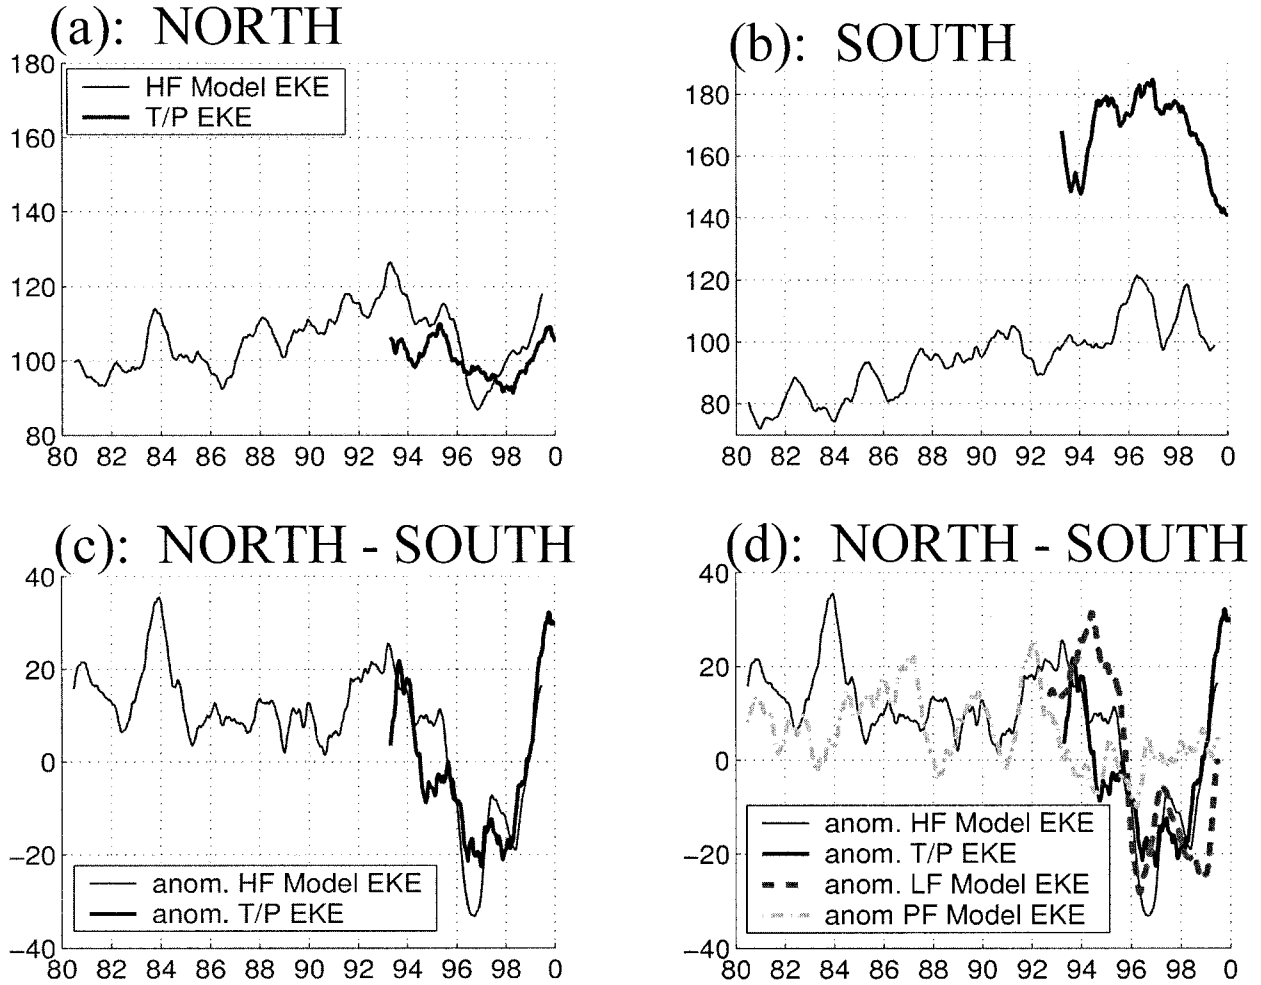 (a): NORTH
180
160
140
120
100
80
HF Model EKE
T/P EKE
80 82 84 86 88 90 92 94 96 98 0
(b): SOUTH
180
160
140
120
100
80
80 82 84 86 88 90 92 94 96 98 0
(c): NORTH - SOUTH
40
20
0
−20
−40
anom. HF Model EKE
anom. T/P EKE
80 82 84 86 88 90 92 94 96 98 0
(d): NORTH - SOUTH
40
20
0
−20
−40
anom. HF Model EKE
anom. T/P EKE
anom. LF Model EKE
anom PF Model EKE
80 82 84 86 88 90 92 94 96 98 0